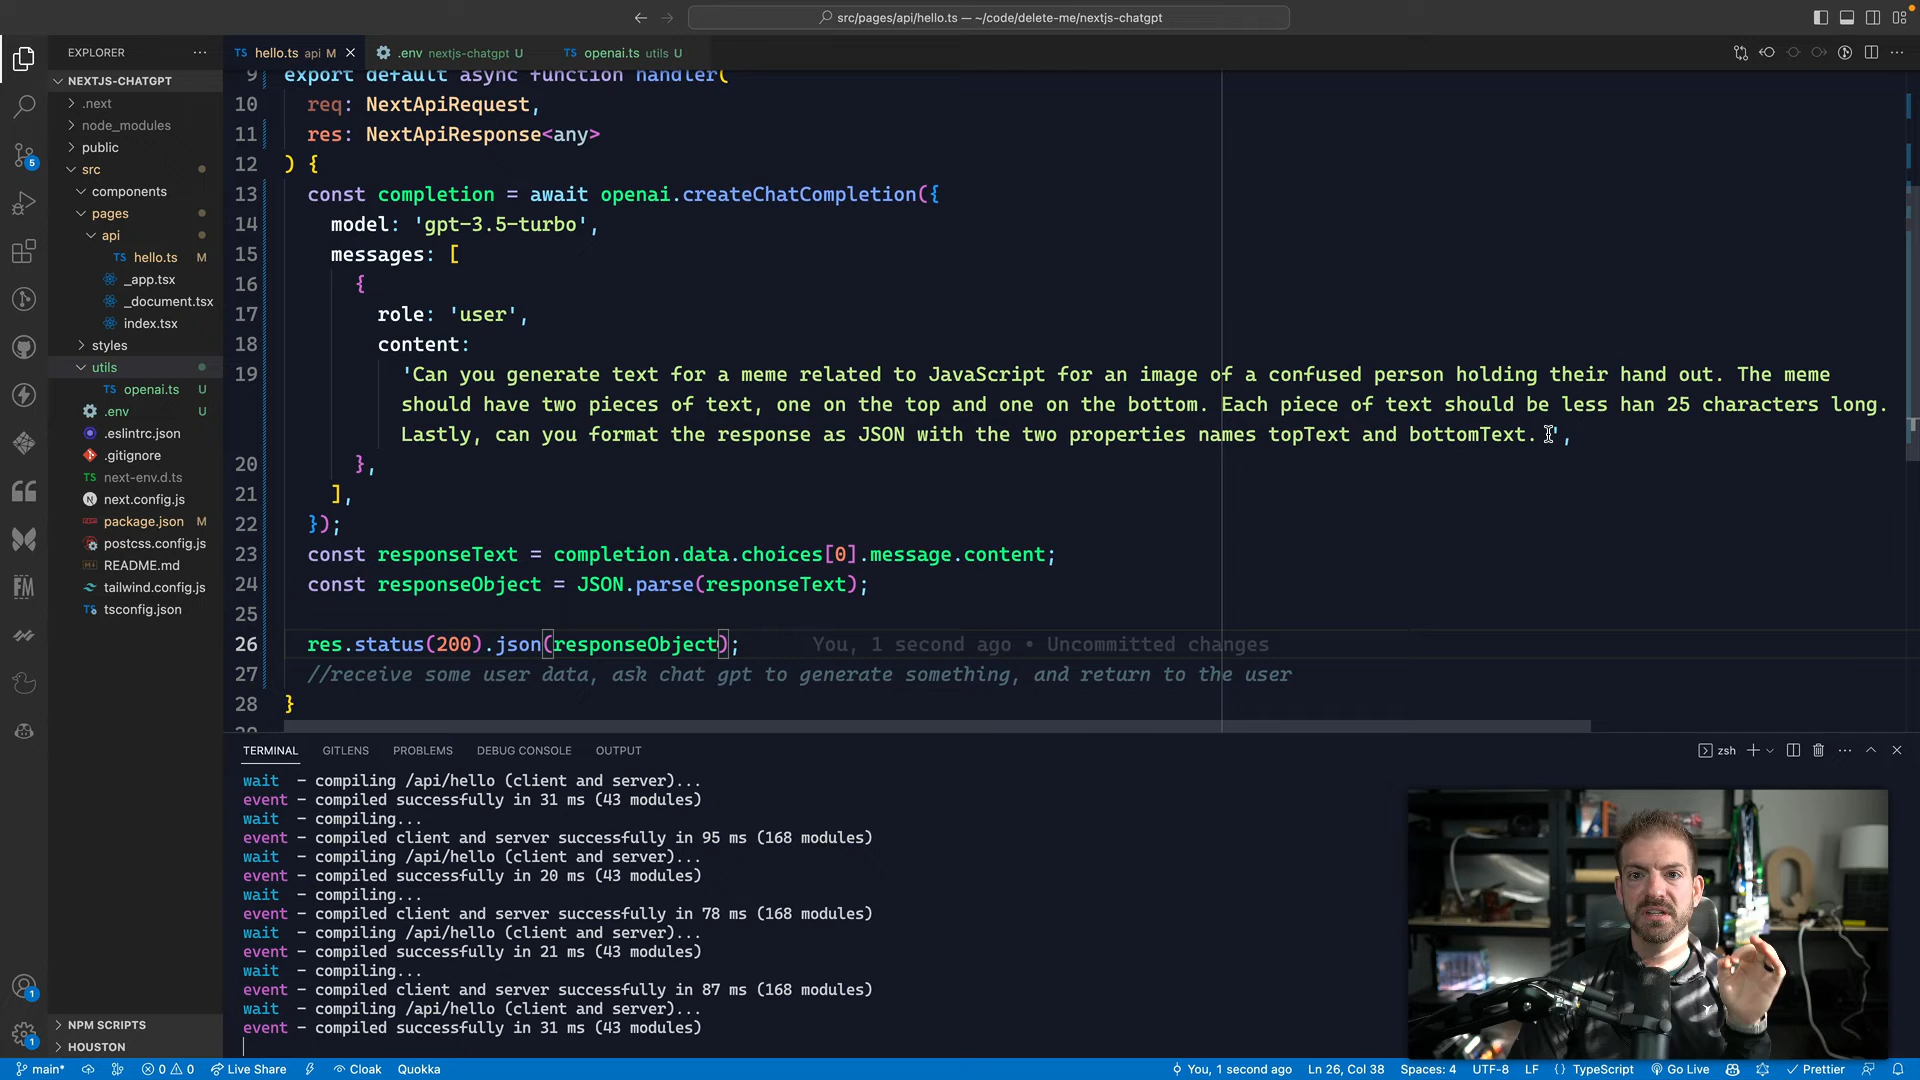 src/pages/api/hello.ts — ~/code/delete-me/nextjs-chatgpt
EXPLORER
hello.ts api M
.env nextjs-chatgpt U
TS openai.ts utils U
NEXTJS-CHATGPT
.next
node_modules
public
src
components
pages
api
TS hello.ts M
_app.tsx
_document.tsx
index.tsx
styles
utils
TS openai.ts U
.env U
.eslintrc.json
.gitignore
TS next-env.d.ts
next.config.js
package.json M
postcss.config.js
README.md
tailwind.config.js
tsconfig.json
NPM SCRIPTS
HOUSTON
5
1
1
FM
9 export default async function handler(
10 req: NextApiRequest,
11 res: NextApiResponse<any>
12 ) {
13 const completion = await openai.createChatCompletion({
14 model: 'gpt-3.5-turbo',
15 messages: [
16 {
17 role: 'user',
18 content:
19 'Can you generate text for a meme related to JavaScript for an image of a confused person holding their hand out. The meme
should have two pieces of text, one on the top and one on the bottom. Each piece of text should be less han 25 characters long.
Lastly, can you format the response as JSON with the two properties names topText and bottomText. ',
20 },
21 ],
22 });
23 const responseText = completion.data.choices[0].message.content;
24 const responseObject = JSON.parse(responseText);
25
26 res.status(200).json(responseObject); You, 1 second ago • Uncommitted changes
27 //receive some user data, ask chat gpt to generate something, and return to the user
28 }
TERMINAL GITLENS PROBLEMS DEBUG CONSOLE OUTPUT
zsh
wait - compiling /api/hello (client and server)...
event - compiled successfully in 31 ms (43 modules)
wait - compiling...
event - compiled client and server successfully in 95 ms (168 modules)
wait - compiling /api/hello (client and server)...
event - compiled successfully in 20 ms (43 modules)
wait - compiling...
event - compiled client and server successfully in 78 ms (168 modules)
wait - compiling /api/hello (client and server)...
event - compiled successfully in 21 ms (43 modules)
wait - compiling...
event - compiled client and server successfully in 87 ms (168 modules)
wait - compiling /api/hello (client and server)...
event - compiled successfully in 31 ms (43 modules)
main* 0 0 Live Share Cloak Quokka You, 1 second ago Ln 26, Col 38 Spaces: 4 UTF-8 LF {} TypeScript Go Live Prettier